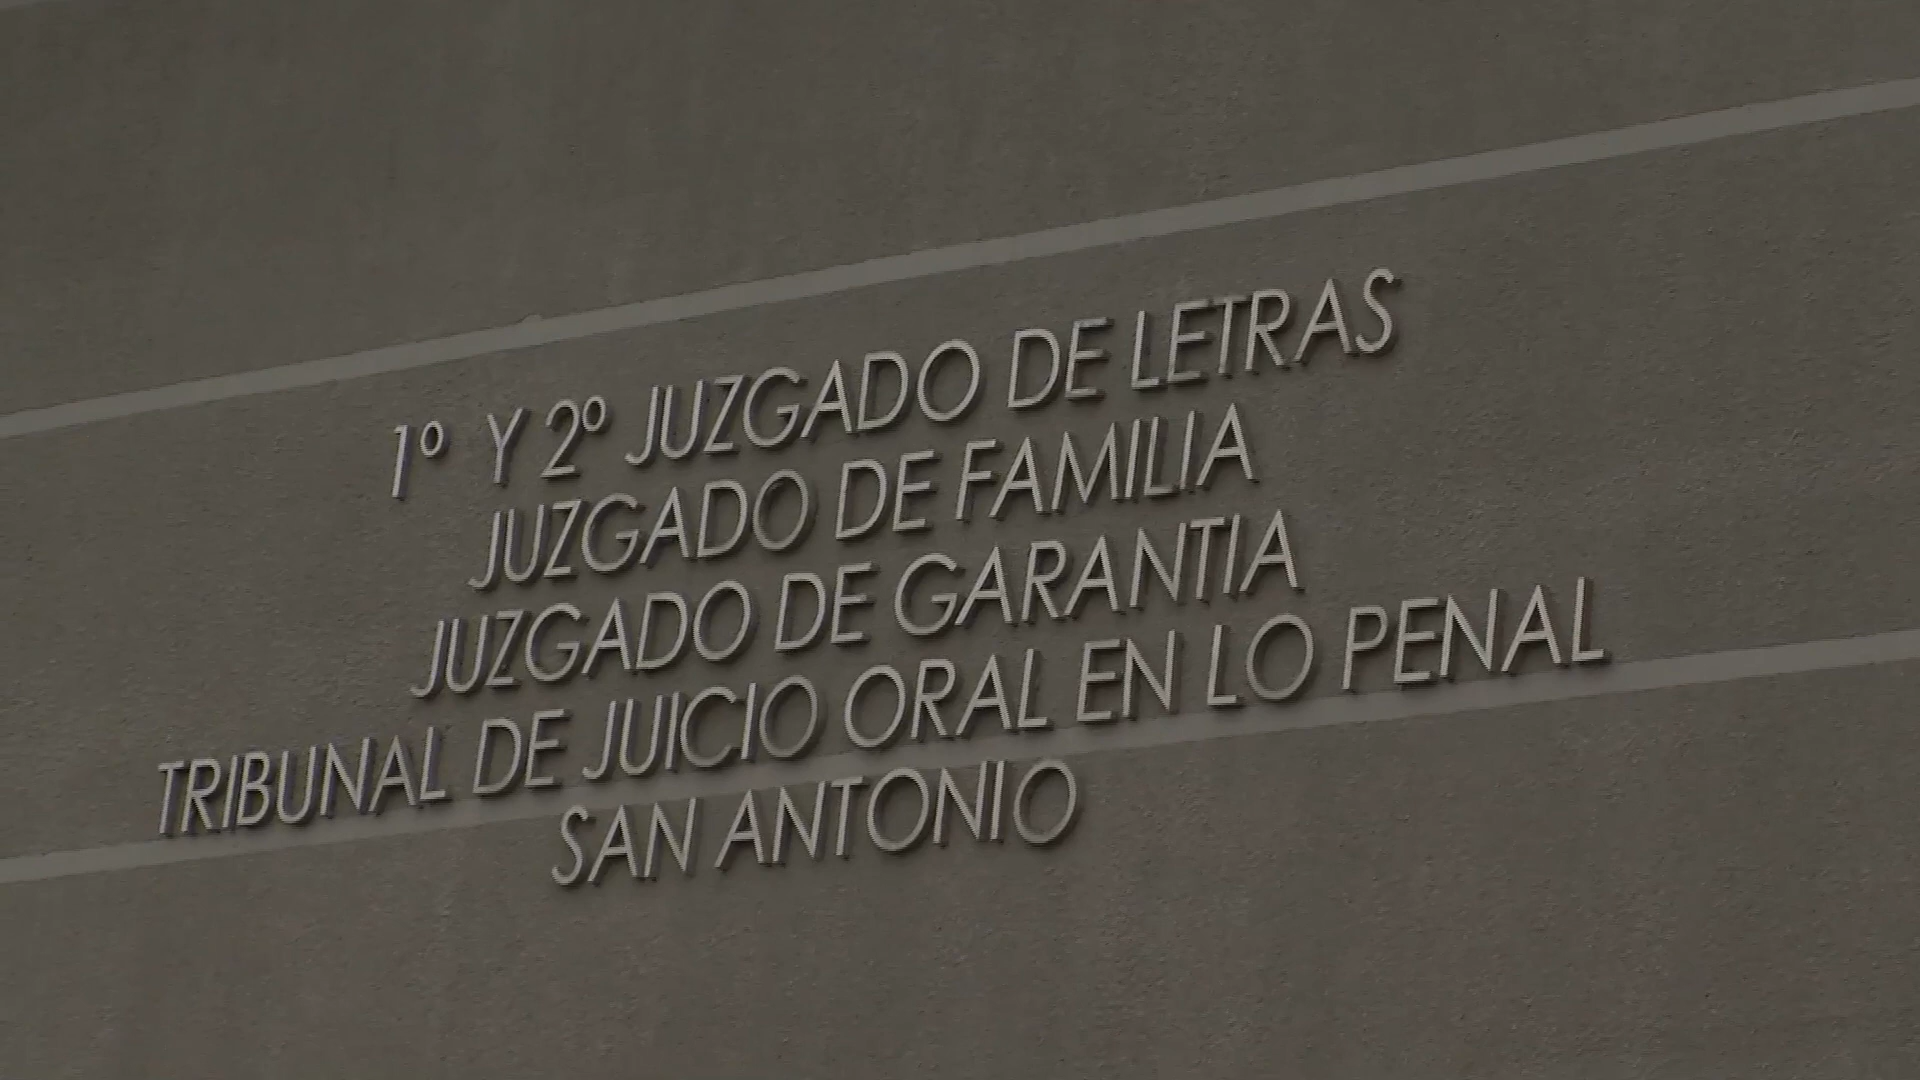 1º Y 2º JUZGADO DE LETRAS
JUZGADO DE FAMILIA
JUZGADO DE GARANTIA
TRIBUNAL DE JUICIO ORAL EN LO PENAL
SAN ANTONIO